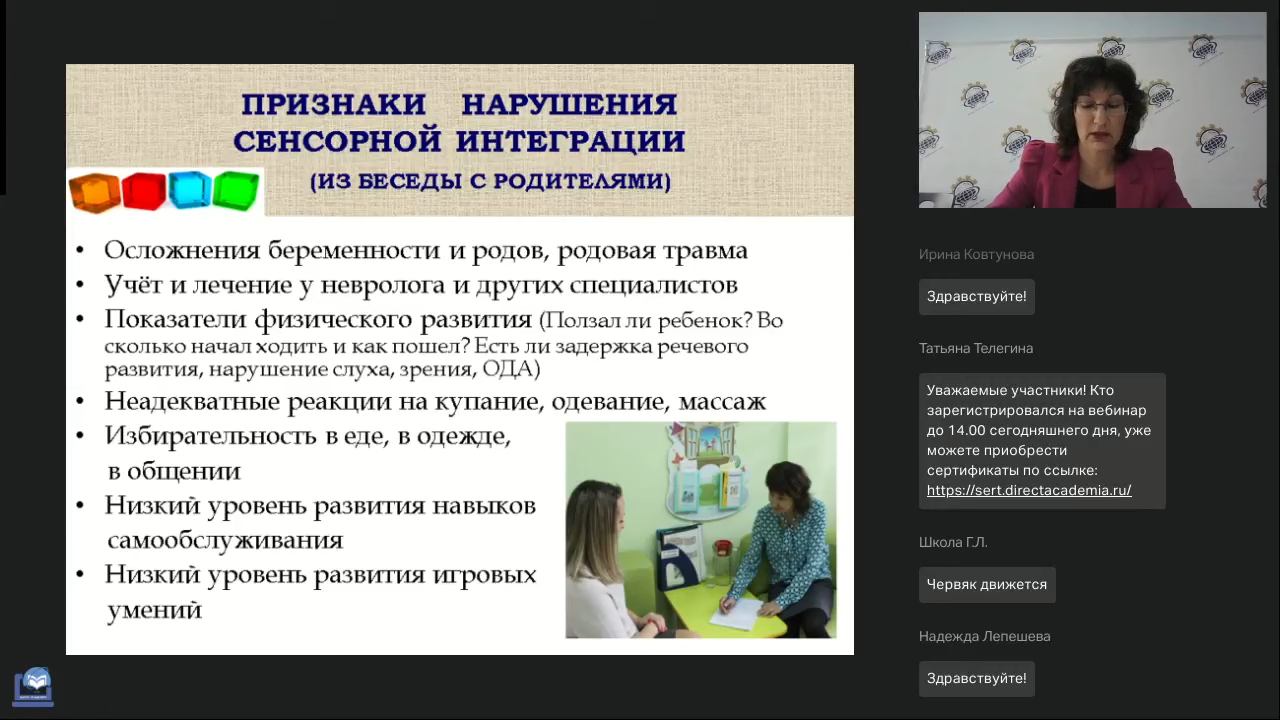 ПРИЗНАКИ НАРУШЕНИЯ
СЕНСОРНОЙ ИНТЕГРАЦИИ
(ИЗ БЕСЕДЫ С РОДИТЕЛЯМИ)
• Осложнения беременности и родов, родовая травма
• Учёт и лечение у невролога и других специалистов
• Показатели физического развития (Ползал ли ребенок? Во
сколько начал ходить и как пошел? Есть ли задержка речевого
развития, нарушение слуха, зрения, ОДА)
• Неадекватные реакции на купание, одевание, массаж
• Избирательность в еде, в одежде,
в общении
• Низкий уровень развития навыков
самообслуживания
• Низкий уровень развития игровых
умений
Ирина Ковтунова
Здравствуйте!
Татьяна Телегина
Уважаемые участники! Кто
зарегистрировался на вебинар
до 14.00 сегодняшнего дня, уже
можете приобрести
сертификаты по ссылке:
https://sert.directacademia.ru/
Школа Г.Л.
Червяк движется
Надежда Лепешева
Здравствуйте!